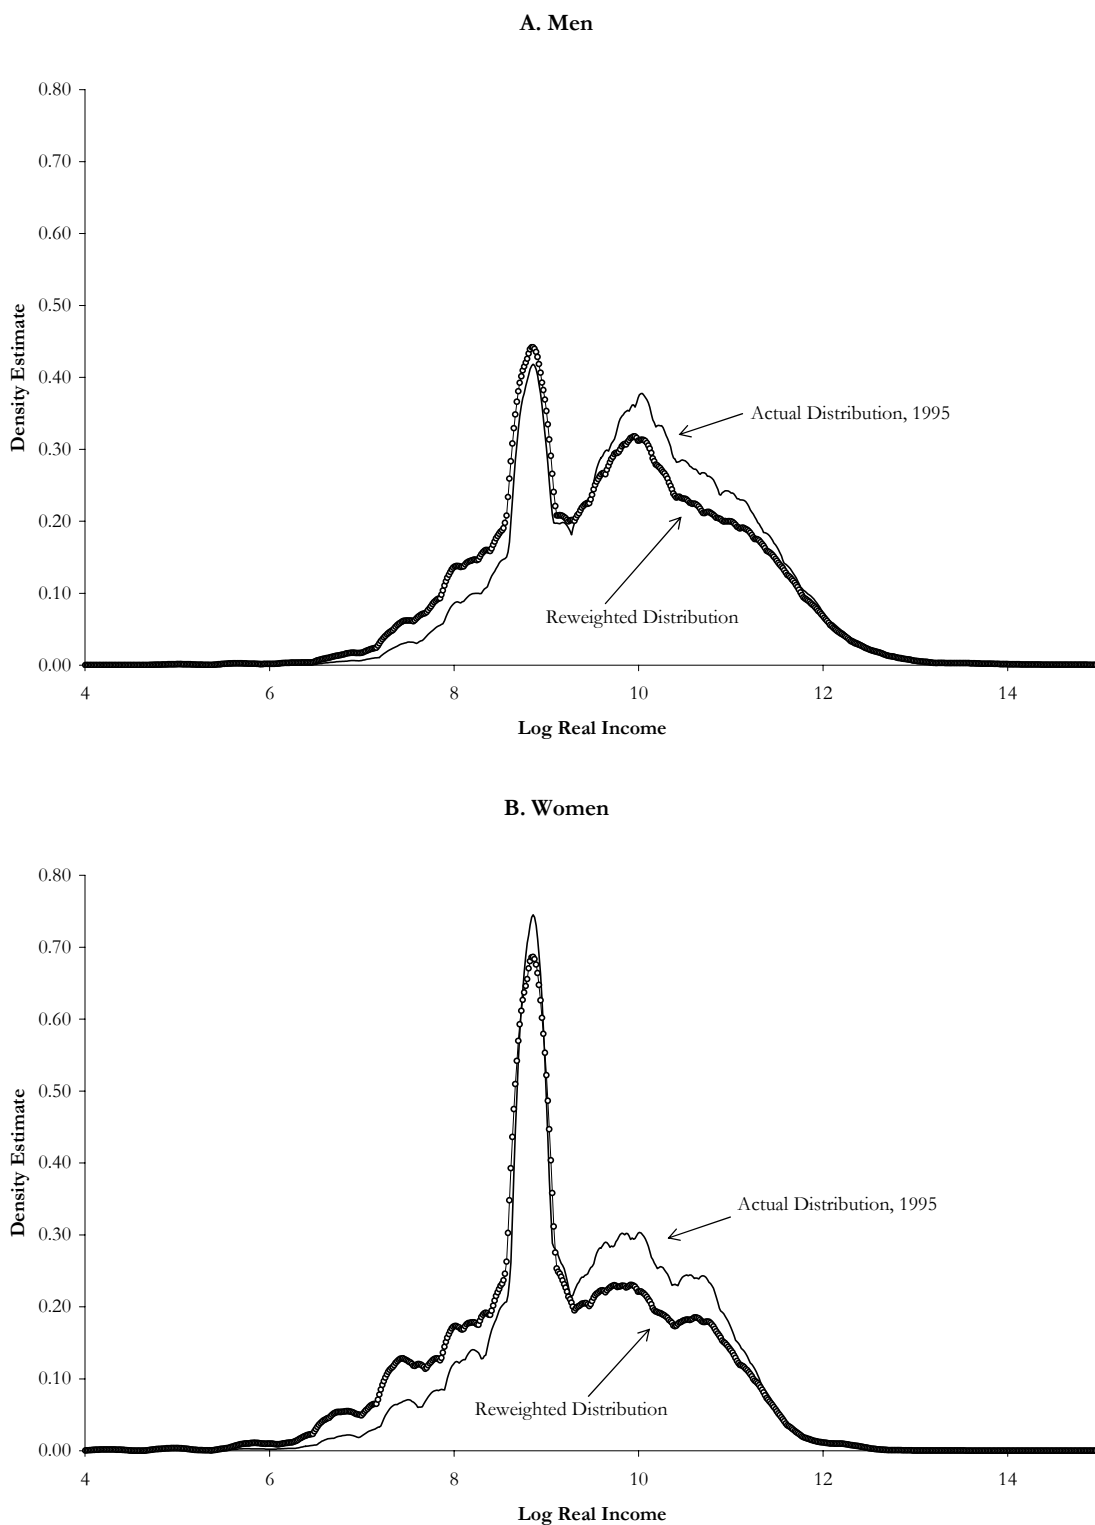 A. Men
0.80
0.70
0.60
0.50
0.40
0.30
0.20
0.10
0.00
Density Estimate
Actual Distribution, 1995
Reweighted Distribution
4 6 8 10 12 14
Log Real Income
B. Women
0.80
0.70
0.60
0.50
0.40
0.30
0.20
0.10
0.00
Density Estimate
Actual Distribution, 1995
Reweighted Distribution
4 6 8 10 12 14
Log Real Income